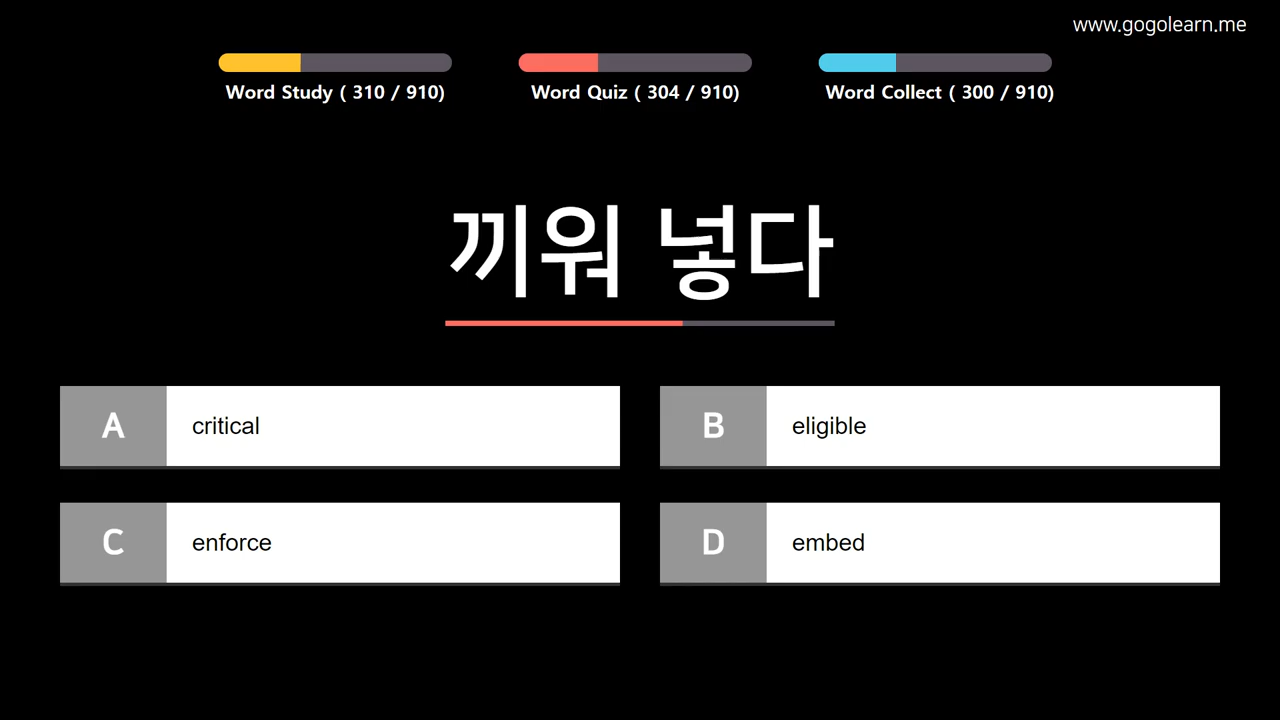 www.gogolearn.me
Word Study ( 310 / 910)
Word Quiz ( 304 / 910)
Word Collect ( 300 / 910)
끼워 넣다
A critical
B eligible
C enforce
D embed